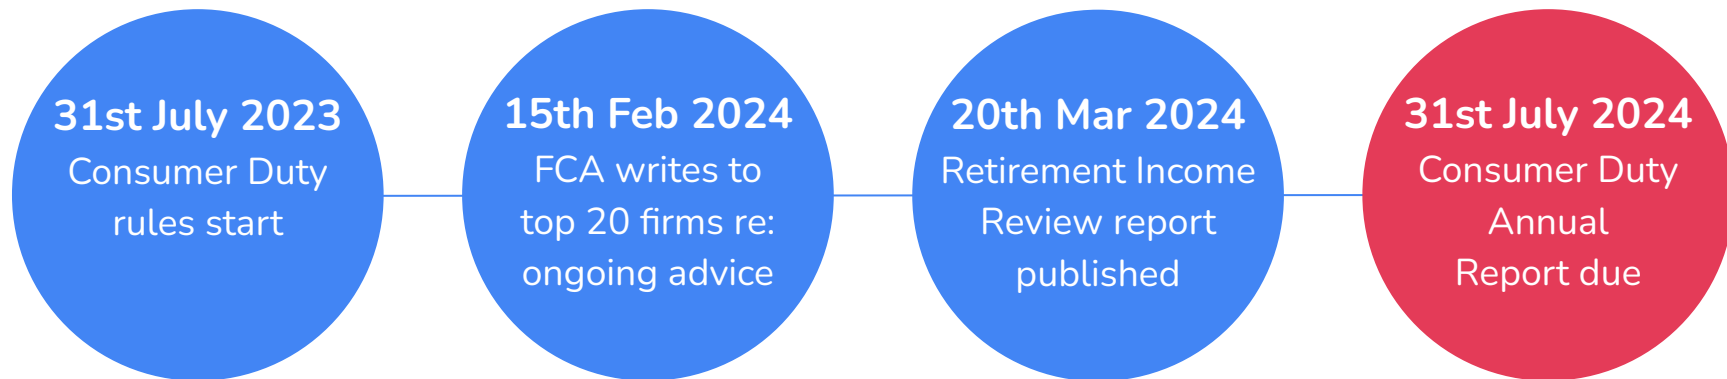 31st July 2023
Consumer Duty
rules start
15th Feb 2024
FCA writes to
top 20 firms re:
ongoing advice
20th Mar 2024
Retirement Income
Review report
published
31st July 2024
Consumer Duty
Annual
Report due